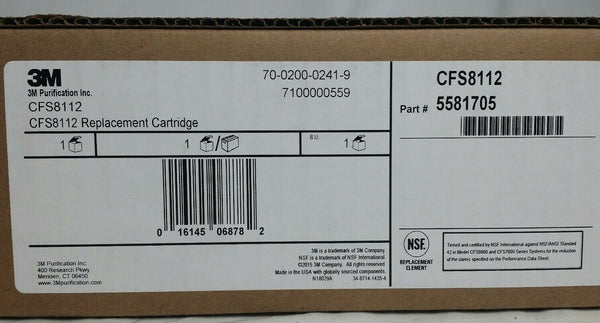 3M
3M Purification Inc.
CFS8112
CFS8112 Replacement Cartridge
70-0200-0241-9
7100000559
1
1 /
B.U.
1
0 16145 06878 2
3M Purification Inc.
400 Research Pkwy
Meriden, CT 06450
www.3Mpurification.com
3M is a trademark of 3M Company.
NSF is a trademark of NSF International
©2015 3M Company. All rights reserved.
Made in the USA with globally sourced components.
N18029A 34-8714-1435-4
CFS8112
Part # 5581705
NSF.
REPLACEMENT
ELEMENT
Tested and certified by NSF International against NSF/ANSI Standard
42 in Model CFS6000 and CFS7000 Series Systems for the reduction
of the claims specified on the Performance Data Sheet.